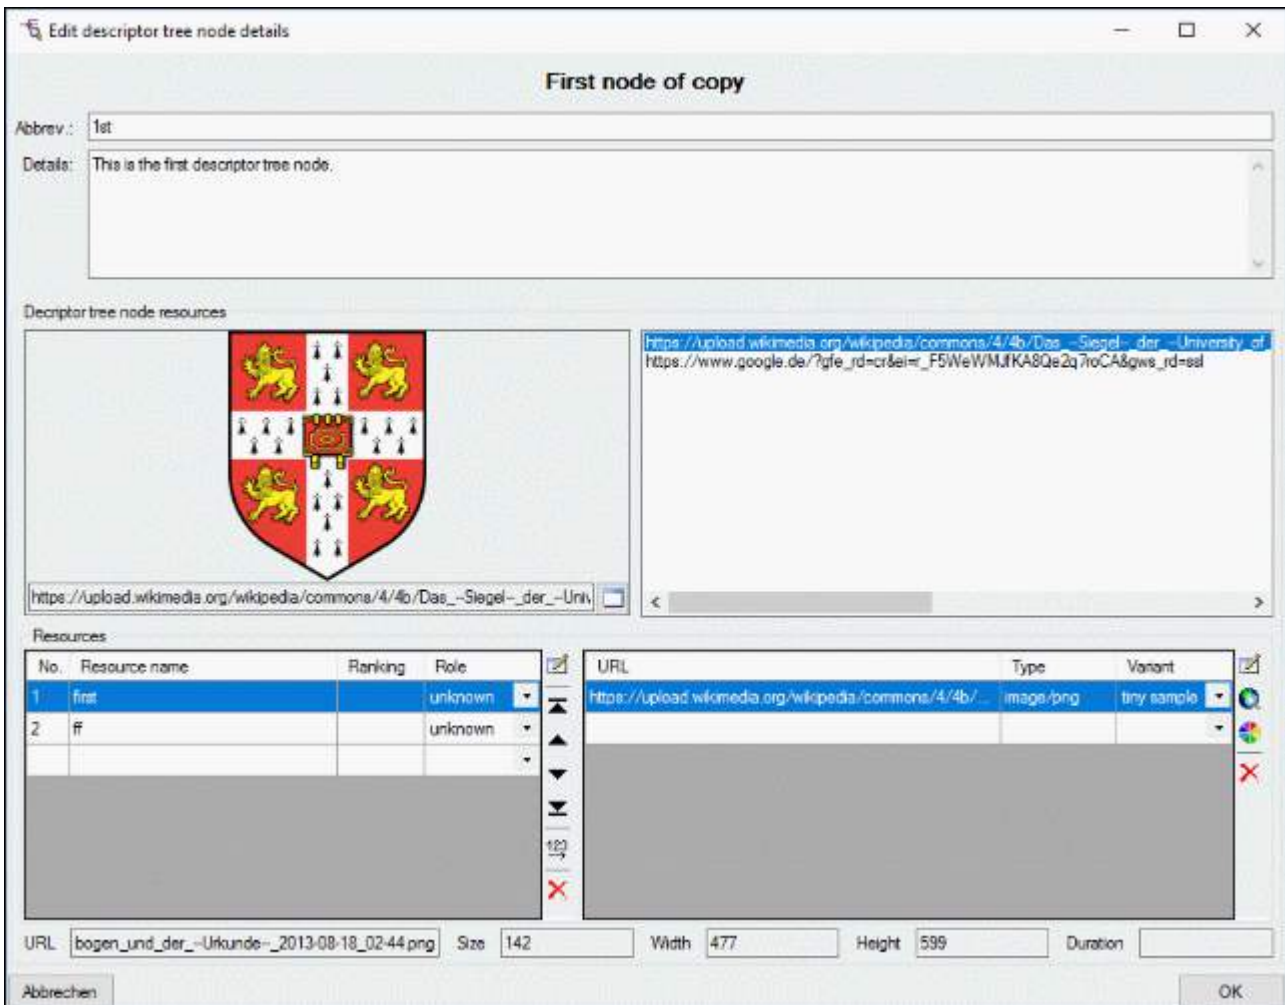 Edit descriptor tree node details
First node of copy
Abbrev.: 1st
Details: This is the first descriptor tree node.
Decriptor tree node resources
https://upload.wikimedia.org/wikipedia/commons/4/4b/Das_--Siegel--_der_--University_of_
https://www.google.de/?gfe_rd=cr&ei=r_F5WeWMJfKA8Qe2q7roCA&gws_rd=ssl
https://upload.wikimedia.org/wikipedia/commons/4/4b/Das_--Siegel--_der_--Univ
Resources
No. Resource name Ranking Role
1 first unknown
2 ff unknown
URL Type Variant
https://upload.wikimedia.org/wikipedia/commons/4/4b/... image/png tiny sample
123
URL bogen_und_der_--Urkunde--_2013-08-18_02-44.png Size 142 Width 477 Height 599 Duration
Abbrechen OK